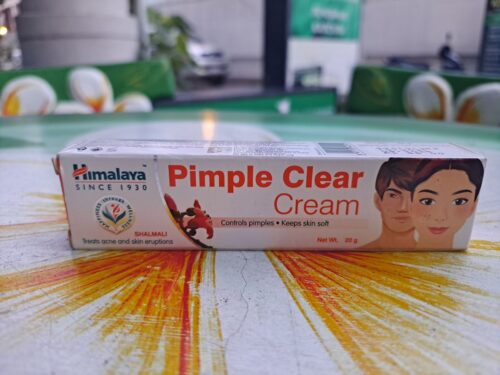 Himalaya
SINCE 1930
SHALMALI
Treats acne and skin eruptions
Pimple Clear
Cream
Controls pimples • Keeps skin soft
Net Wt. 20 g